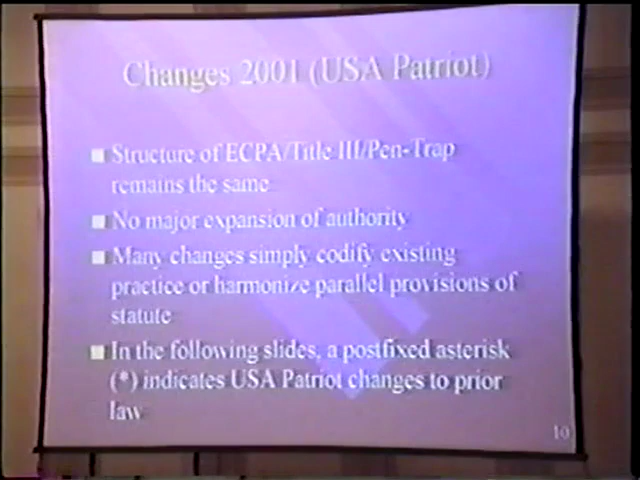 Changes 2001 (USA Patriot)
Structure of ECPA/Title III/Pen-Trap
remains the same
No major expansion of authority
Many changes simply codify existing
practice or harmonize parallel provisions of
statute
In the following slides, a postfixed asterisk
(*) indicates USA Patriot changes to prior
law
10